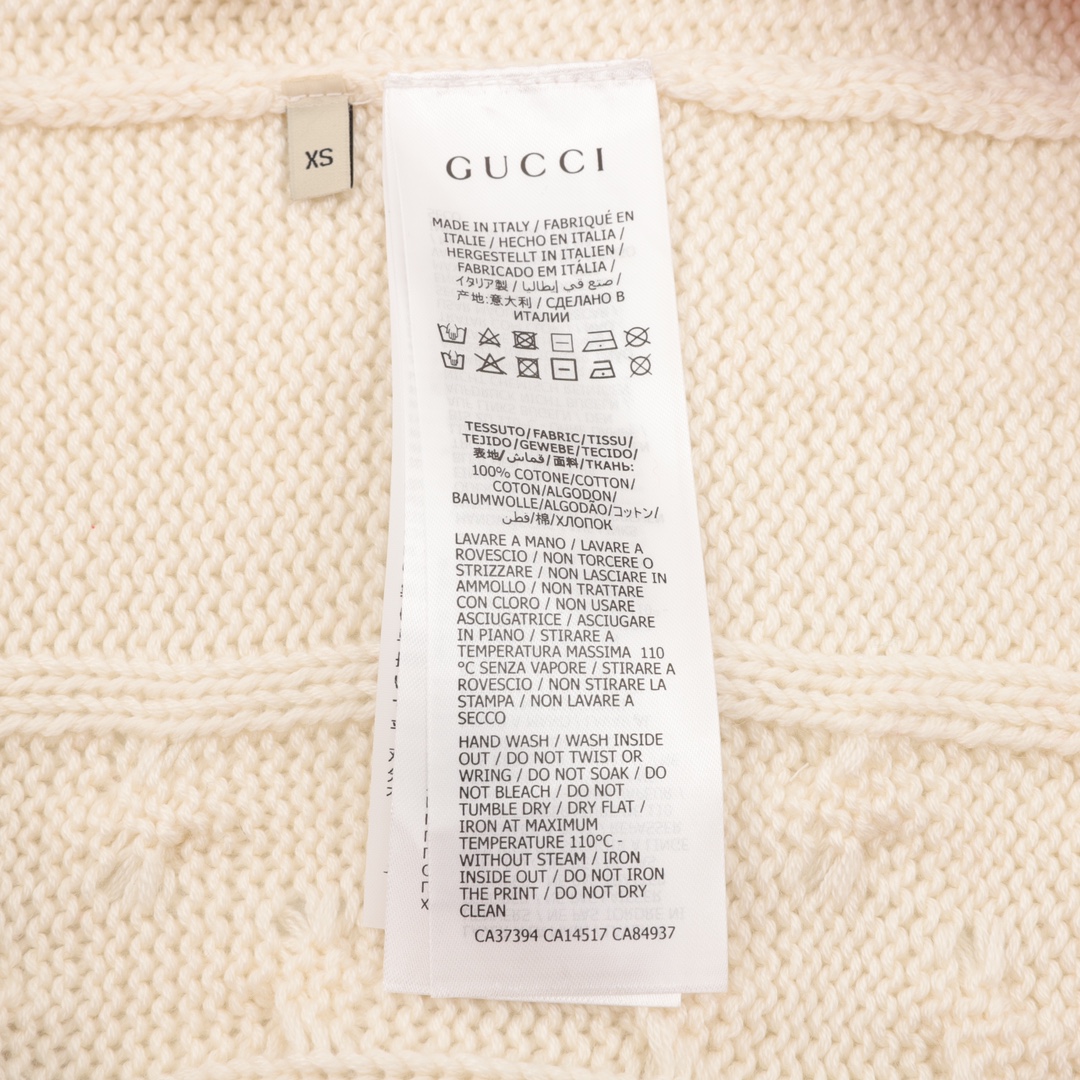 XS
GUCCI
MADE IN ITALY / FABRIQUÉ EN
ITALIE / HECHO EN ITALIA /
HERGESTELLT IN ITALIEN /
FABRICADO EM ITÁLIA /
イタリア製 / صنع في إيطاليا /
产地:意大利 / СДЕЛАНО В
ИТАЛИИ
TESSUTO/FABRIC/TISSU/
TEJIDO/GEWEBE/TECIDO/
表地/قماش/面料/ТКАНЬ:
100% COTONE/COTTON/
COTON/ALGODON/
BAUMWOLLE/ALGODÃO/コットン/
قطن/棉/ХЛОПОК
LAVARE A MANO / LAVARE A
ROVESCIO / NON TORCERE O
STRIZZARE / NON LASCIARE IN
AMMOLLO / NON TRATTARE
CON CLORO / NON USARE
ASCIUGATRICE / ASCIUGARE
IN PIANO / STIRARE A
TEMPERATURA MASSIMA 110
°C SENZA VAPORE / STIRARE A
ROVESCIO / NON STIRARE LA
STAMPA / NON LAVARE A
SECCO
HAND WASH / WASH INSIDE
OUT / DO NOT TWIST OR
WRING / DO NOT SOAK / DO
NOT BLEACH / DO NOT
TUMBLE DRY / DRY FLAT /
IRON AT MAXIMUM
TEMPERATURE 110°C -
WITHOUT STEAM / IRON
INSIDE OUT / DO NOT IRON
THE PRINT / DO NOT DRY
CLEAN
CA37394 CA14517 CA84937